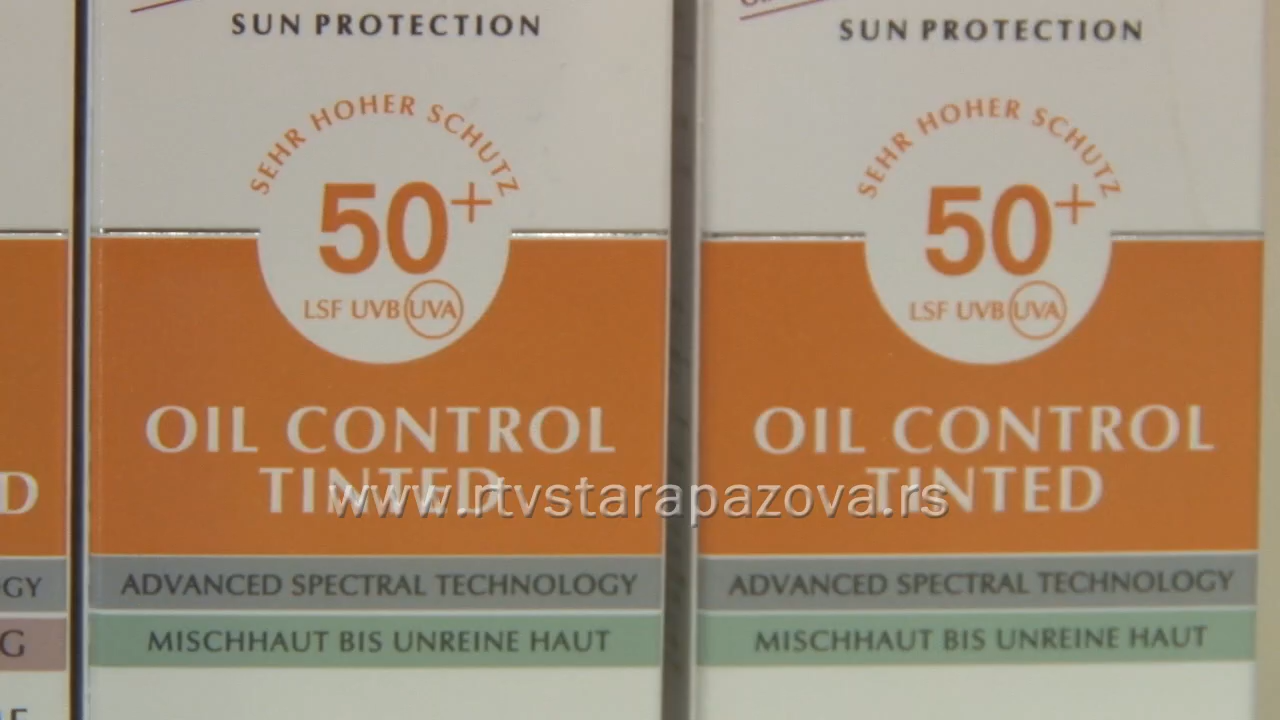 SUN PROTECTION
SEHR HOHER SCHUTZ
50+
LSF UVB UVA
OIL CONTROL
TINTED
ADVANCED SPECTRAL TECHNOLOGY
MISCHHAUT BIS UNREINE HAUT
SUN PROTECTION
SEHR HOHER SCHUTZ
50+
LSF UVB UVA
OIL CONTROL
TINTED
ADVANCED SPECTRAL TECHNOLOGY
MISCHHAUT BIS UNREINE HAUT
www.rtvstarapazova.rs